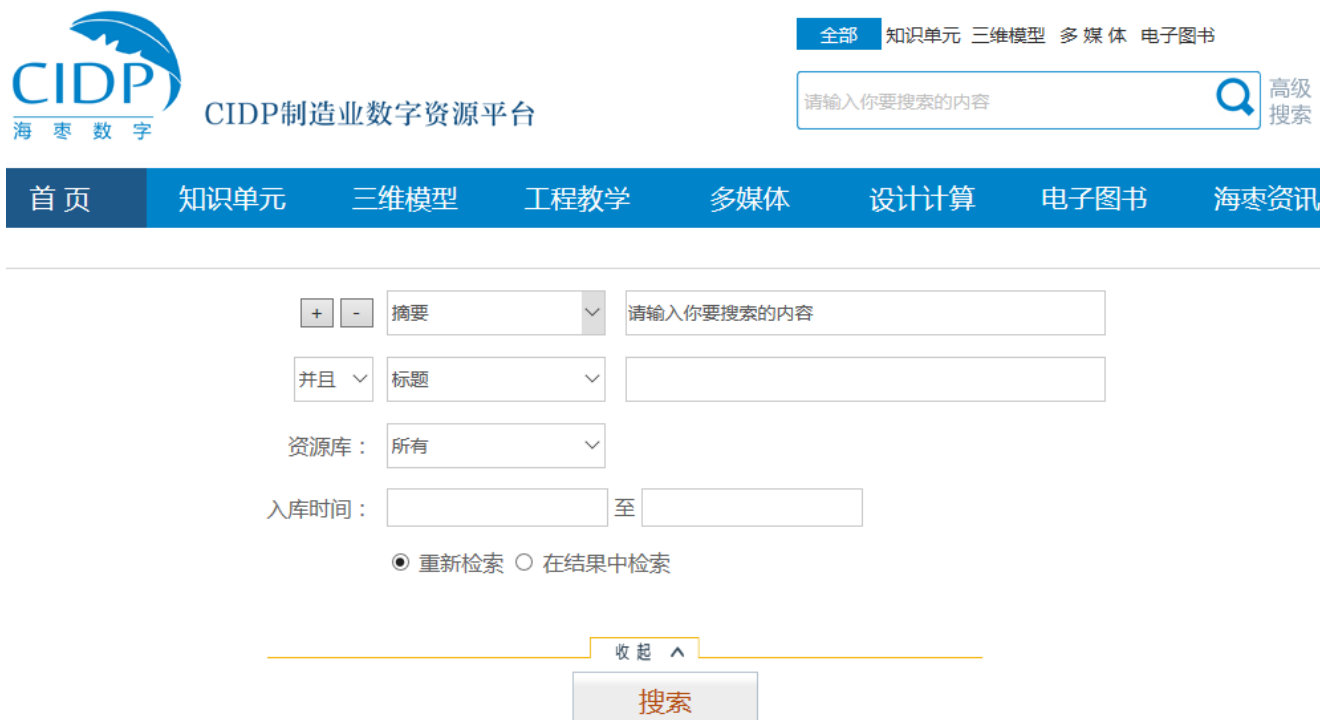 全部 知识单元 三维模型 多 媒 体 电子图书
CIDP
海 枣 数 字
CIDP制造业数字资源平台
请输入你要搜索的内容
高级
搜索
首 页 知识单元 三维模型 工程教学 多媒体 设计计算 电子图书 海枣资讯
+ - 摘要 请输入你要搜索的内容
并且 标题
资源库： 所有
入库时间： 至
重新检索 在结果中检索
收 起
搜索